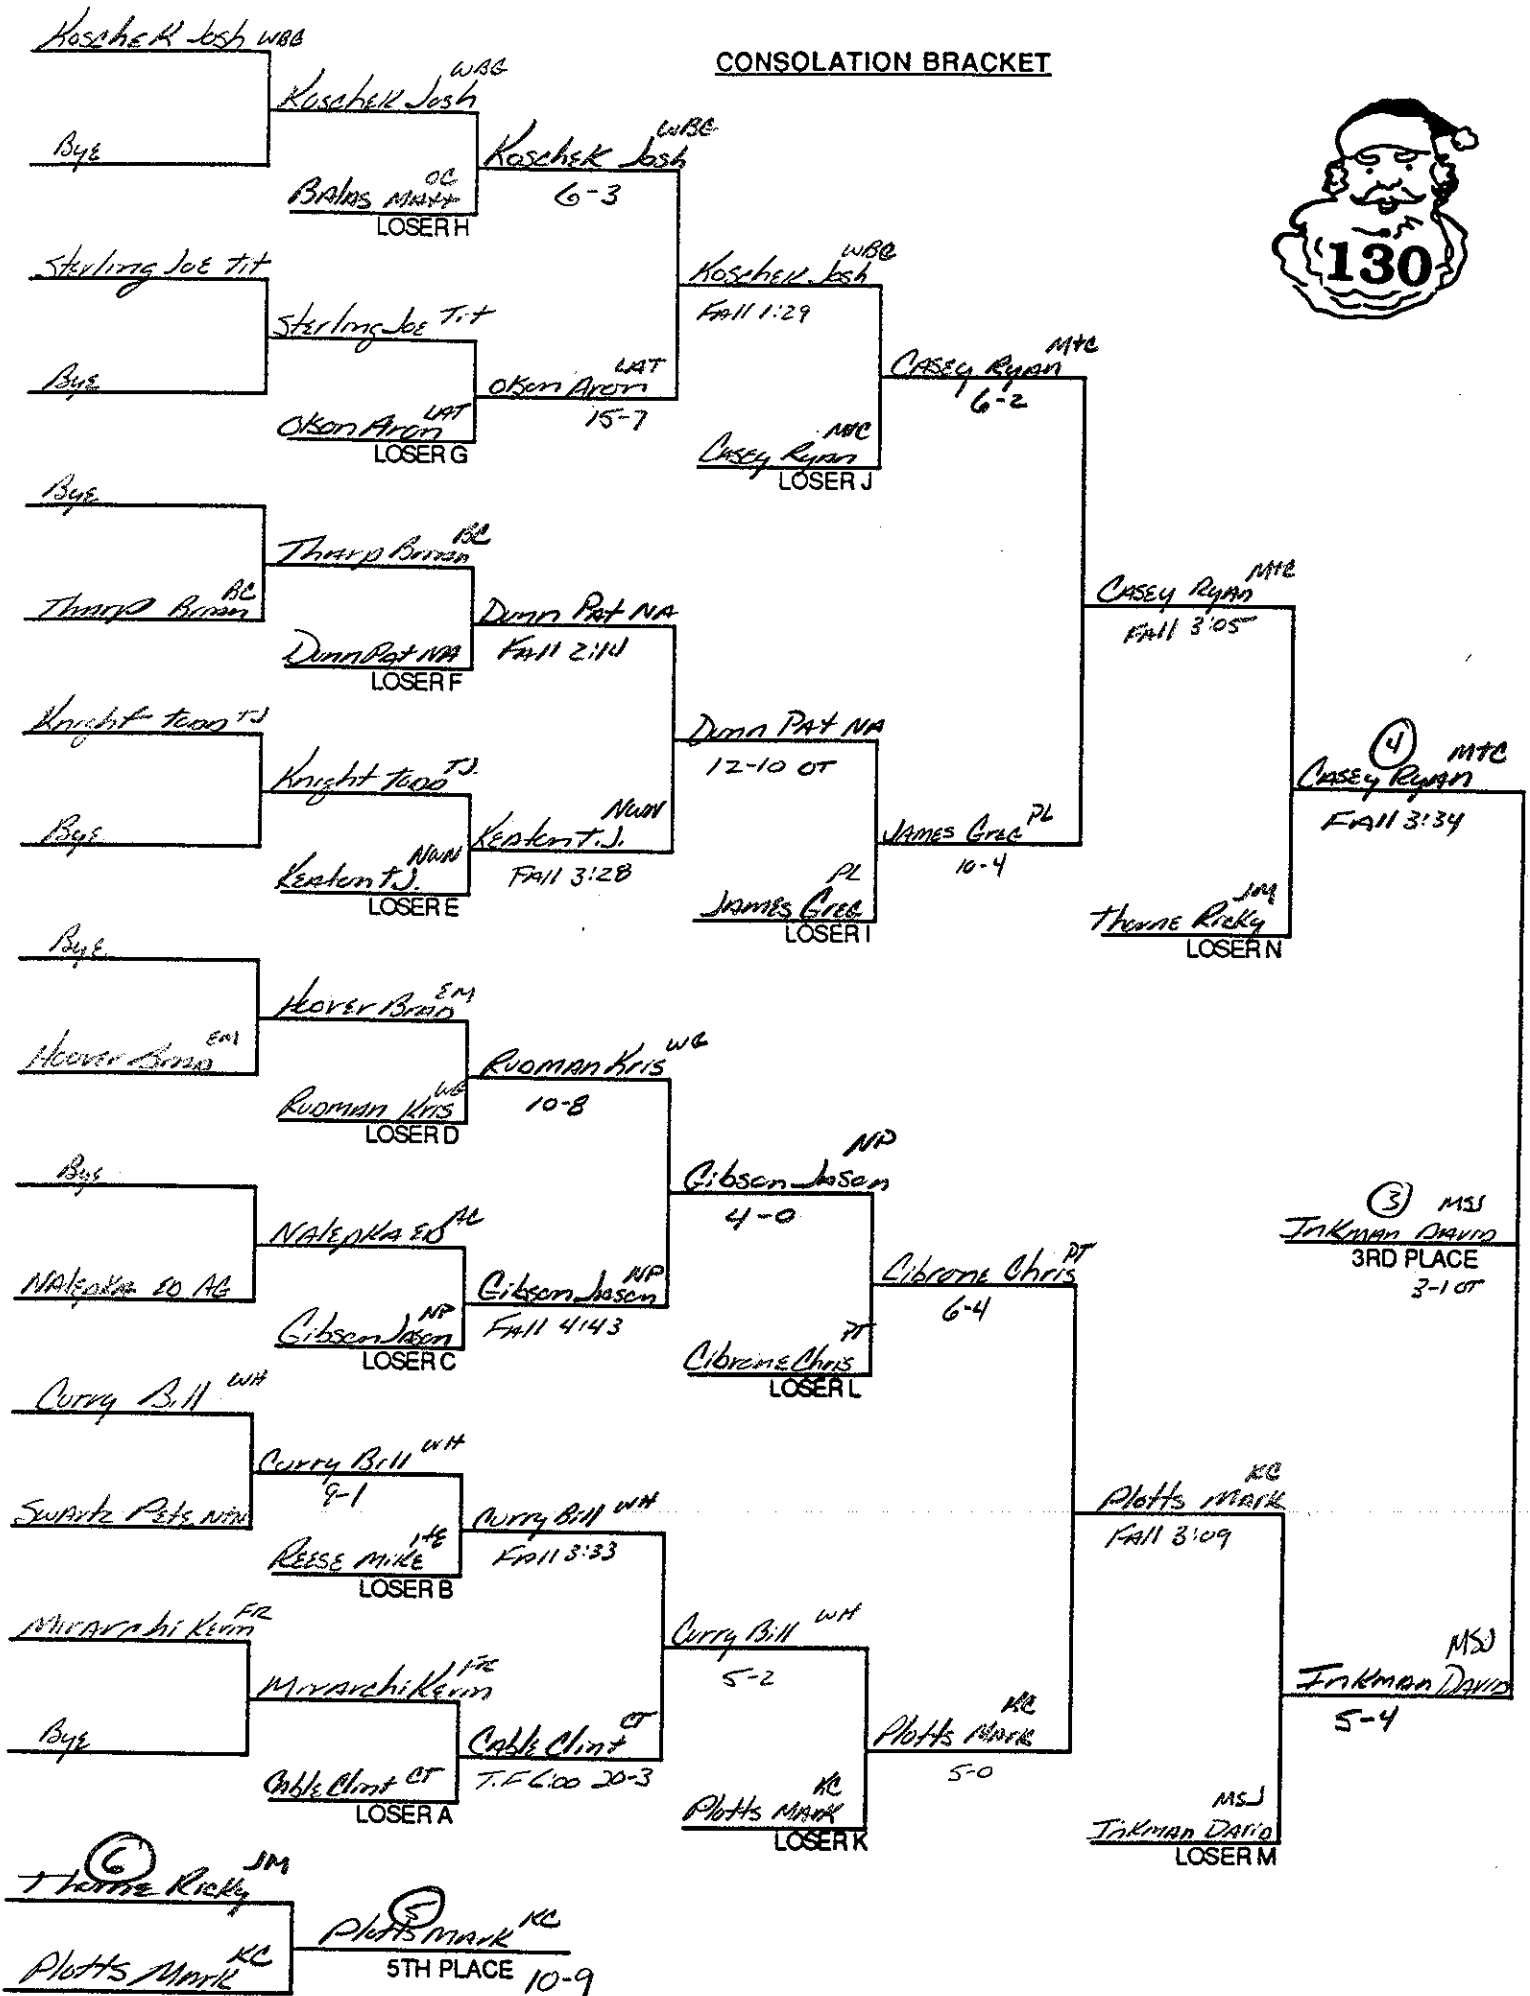 CONSOLATION BRACKET
130
Koschek Josh WBG
Bye
Koschek Josh WBG
Balas Matt OC
LOSER H
Koschek Josh WBG
6-3
Sterling Joe Tit
Bye
Sterling Joe Tit
Olson Aron LAT
LOSER G
Olson Aron LAT
15-7
Koschek Josh WBG
Fall 1:29
Casey Ryan MtC
LOSER J
Casey Ryan MtC
6-2
Bye
Tharp Brian BC
Tharp Brian BC
Dunn Pat NA
LOSER F
Dunn Pat NA
Fall 2:14
Knight Todd TJ
Bye
Knight Todd TJ
Keaton T.J. NWN
LOSER E
Keaton T.J. NWN
Fall 3:28
Dunn Pat NA
12-10 OT
James Greg PL
LOSER I
James Greg PL
10-4
Casey Ryan MtC
Fall 3:05
Thorne Ricky JM
LOSER N
4
Casey Ryan MtC
Fall 3:34
Bye
Hoover Brad EM
Hoover Brad EM
Rudman Kris WG
LOSER D
Rudman Kris WG
10-8
Bye
Nalepka Ed AG
Nalepka Ed AG
Gibson Jason NP
LOSER C
Gibson Jason NP
Fall 4:43
Gibson Jason NP
4-0
Cibrone Chris PT
LOSER L
Cibrone Chris PT
6-4
3
Inkman David MSJ
3RD PLACE
3-1 OT
Curry Bill WH
Swartz Pete
Curry Bill WH
9-1
Reese Mike
LOSER B
Curry Bill WH
Fall 3:33
Mirarchi Kevin FR
Bye
Mirarchi Kevin FR
Cable Clint CT
LOSER A
Cable Clint CT
T.F 6:00 20-3
Curry Bill WH
5-2
Plotts Mark KC
LOSER K
Plotts Mark KC
5-0
Plotts Mark KC
Fall 3:09
Inkman David MSJ
LOSER M
Inkman David MSJ
5-4
6
Thorne Ricky JM
Plotts Mark KC
5
Plotts Mark KC
5TH PLACE 10-9